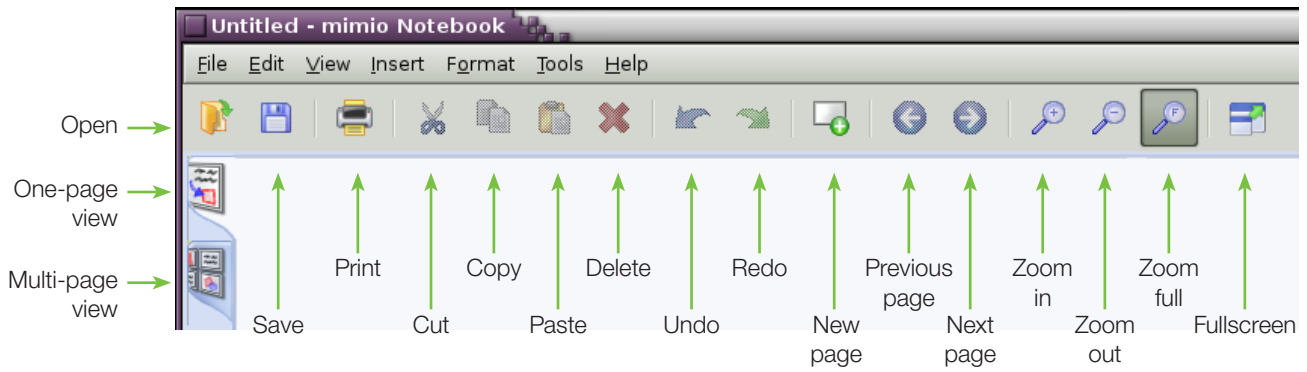 Untitled - mimio Notebook
File Edit View Insert Format Tools Help
Open
One-page
view
Multi-page
view
Print Copy Delete Redo Previous
page Zoom
in Zoom
full
Save Cut Paste Undo New
page Next
page Zoom
out Fullscreen